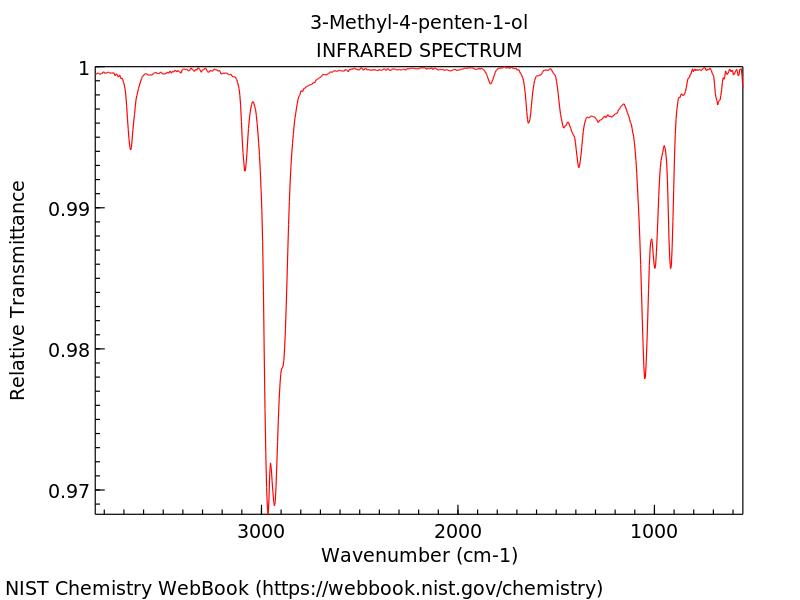 3-Methyl-4-penten-1-ol
INFRARED SPECTRUM
1
0.99
0.98
0.97
Relative Transmittance
3000 2000 1000
Wavenumber (cm-1)
NIST Chemistry WebBook (https://webbook.nist.gov/chemistry)